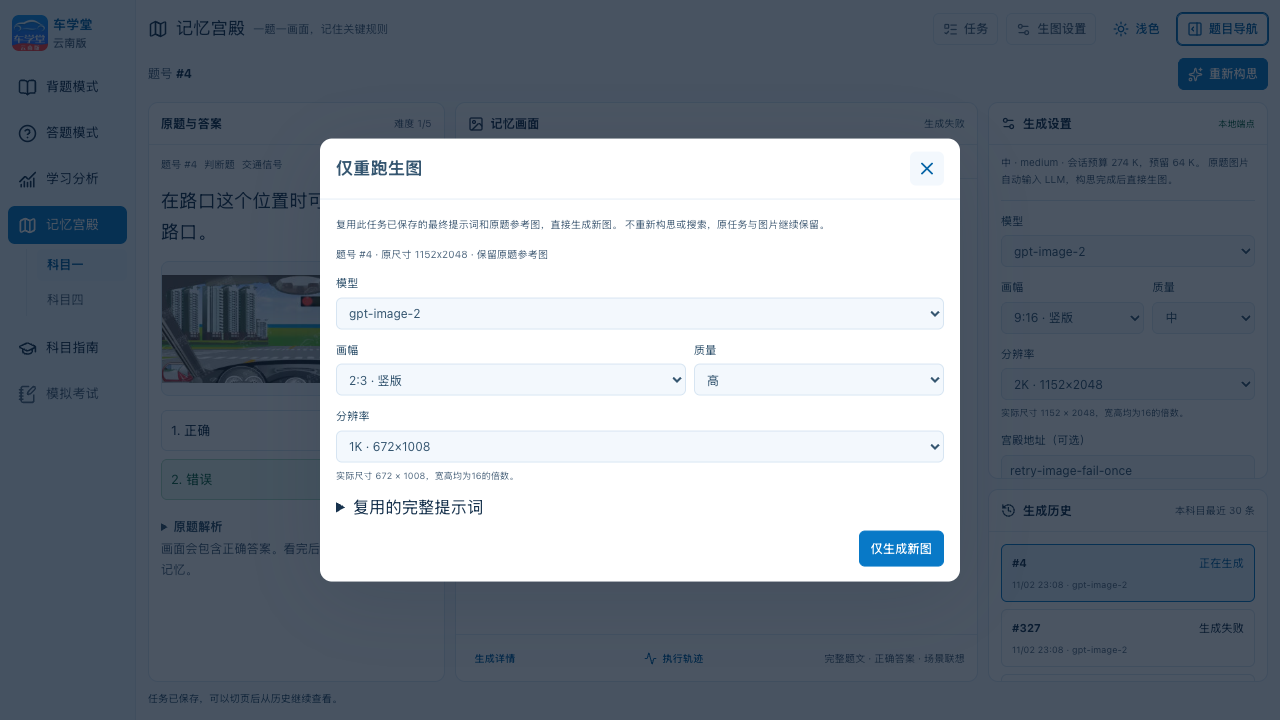 车学堂
云南版
背题模式
答题模式
学习分析
记忆宫殿
科目一
科目四
科目指南
模拟考试
记忆宫殿
一题一画面，记住关键规则
任务
生图设置
浅色
题目导航
题号 #4
重新构思
原题与答案
难度 1/5
题号 #4 判断题 交通信号
在路口这个位置时可
路口。
1. 正确
2. 错误
原题解析
画面会包含正确答案。看完后
记忆。
记忆画面
生成失败
仅重跑生图
复用此任务已保存的最终提示词和原题参考图，直接生成新图。 不重新构思或搜索，原任务与图片继续保留。
题号 #4 · 原尺寸 1152x2048 · 保留原题参考图
模型
gpt-image-2
画幅
质量
2:3 · 竖版
高
分辨率
1K · 672×1008
实际尺寸 672 × 1008，宽高均为16的倍数。
复用的完整提示词
仅生成新图
生成详情
执行轨迹
完整题文 · 正确答案 · 场景联想
生成设置
本地端点
中 · medium · 会话预算 274 K，预留 64 K。 原题图片
自动输入 LLM，构思完成后直接生图。
模型
gpt-image-2
画幅
质量
9:16 · 竖版
中
分辨率
2K · 1152×2048
实际尺寸 1152 × 2048，宽高均为16的倍数。
宫殿地址（可选）
retry-image-fail-once
生成历史
本科目最近 30 条
#4
正在生成
11/02 23:08 · gpt-image-2
#327
生成失败
11/02 23:08 · gpt-image-2
任务已保存，可以切页后从历史继续查看。